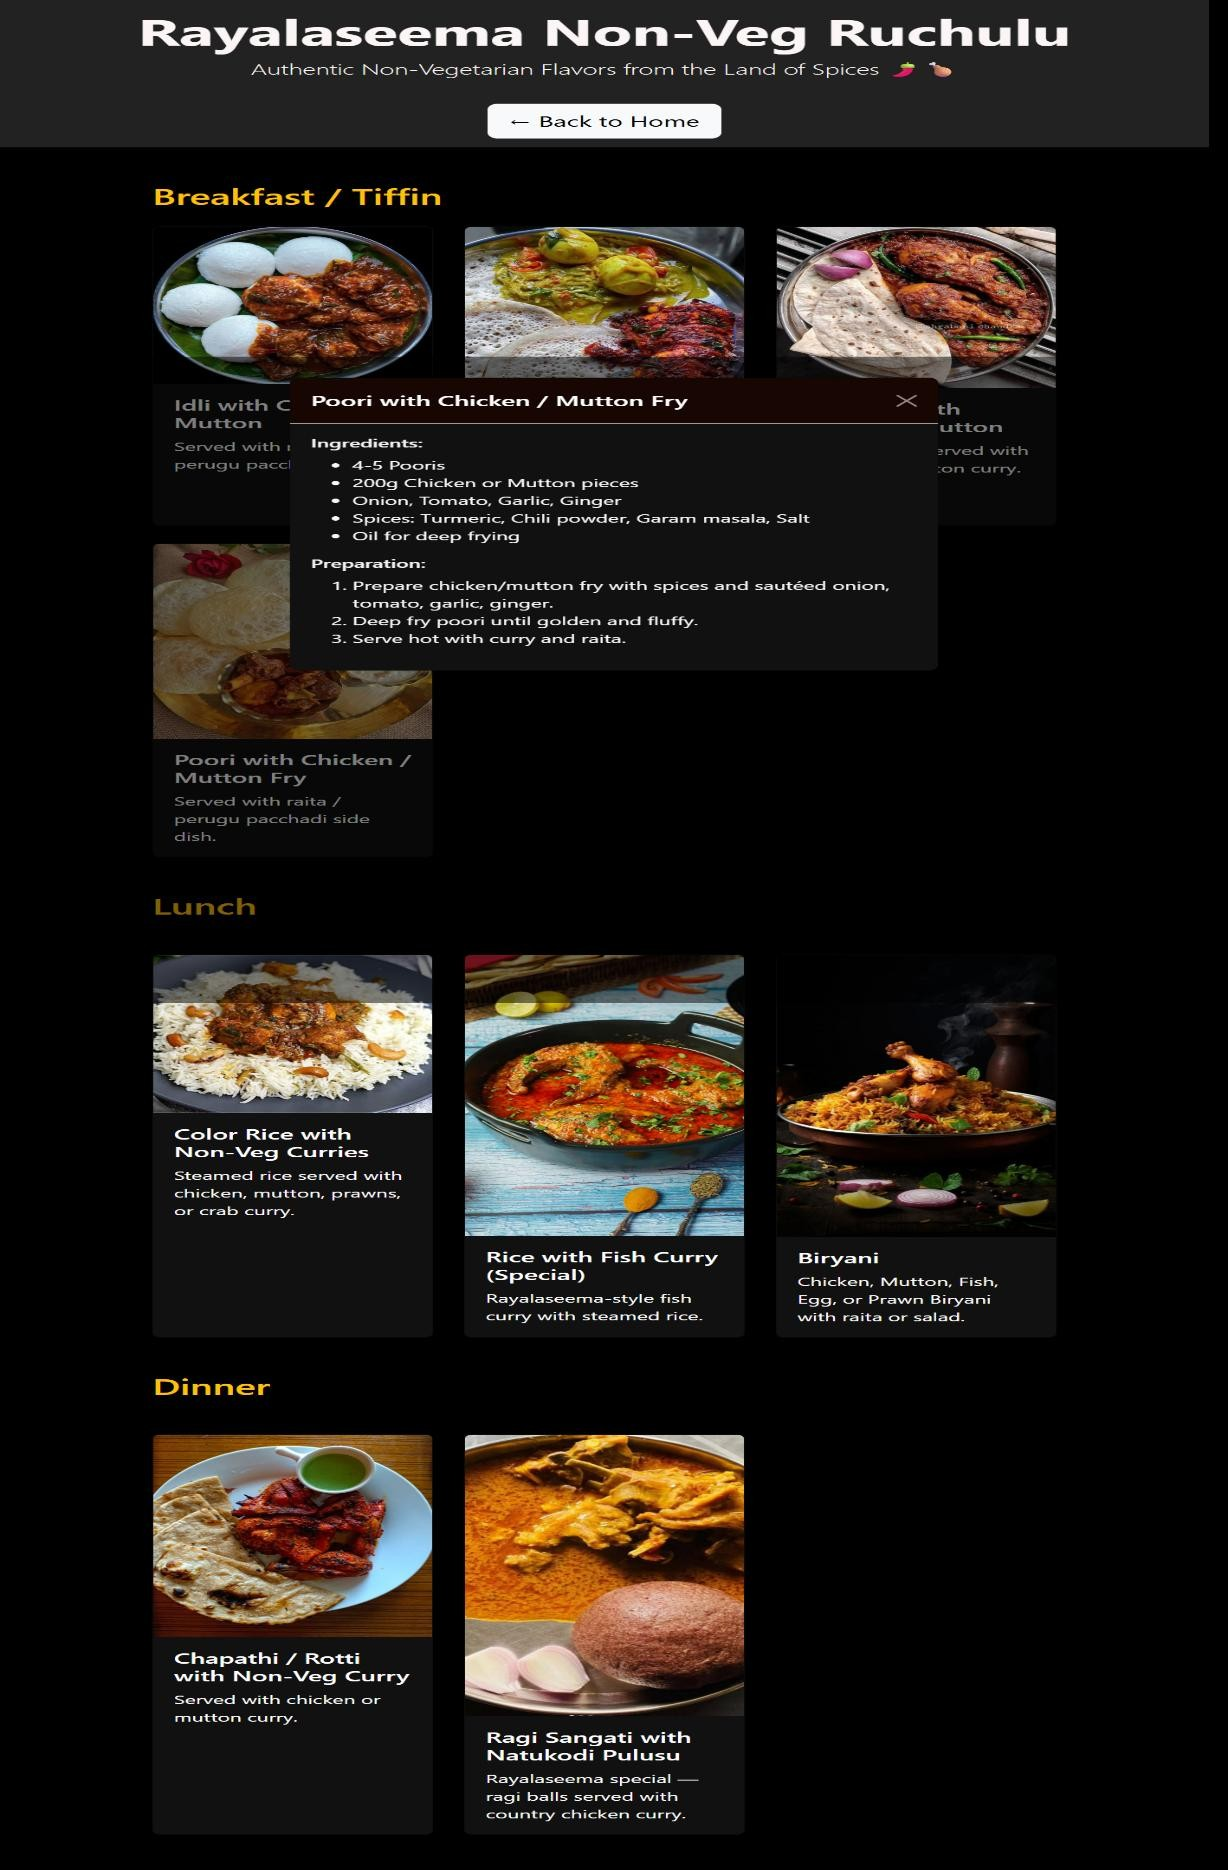 Rayalaseema Non-Veg Ruchulu
Authentic Non-Vegetarian Flavors from the Land of Spices 🌶️ 🍗
← Back to Home
Breakfast / Tiffin
Idli with C
Mutton
Served with
perugu pacc
th
utton
erved with
on curry.
Poori with Chicken / Mutton Fry
Ingredients:
• 4-5 Pooris
• 200g Chicken or Mutton pieces
• Onion, Tomato, Garlic, Ginger
• Spices: Turmeric, Chili powder, Garam masala, Salt
• Oil for deep frying
Preparation:
1. Prepare chicken/mutton fry with spices and sautéed onion,
tomato, garlic, ginger.
2. Deep fry poori until golden and fluffy.
3. Serve hot with curry and raita.
Poori with Chicken /
Mutton Fry
Served with raita /
perugu pacchadi side
dish.
Lunch
Color Rice with
Non-Veg Curries
Steamed rice served with
chicken, mutton, prawns,
or crab curry.
Rice with Fish Curry
(Special)
Rayalaseema-style fish
curry with steamed rice.
Biryani
Chicken, Mutton, Fish,
Egg, or Prawn Biryani
with raita or salad.
Dinner
Chapathi / Rotti
with Non-Veg Curry
Served with chicken or
mutton curry.
Ragi Sangati with
Natukodi Pulusu
Rayalaseema special —
ragi balls served with
country chicken curry.